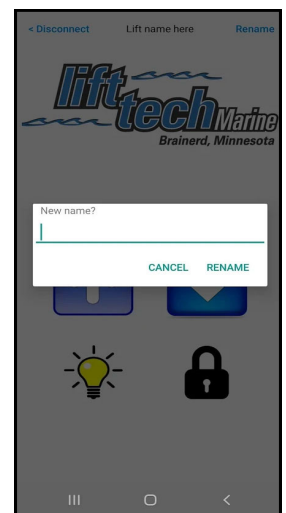 < Disconnect Lift name here Rename
lift
tech Marine
Brainerd, Minnesota
New name?
CANCEL RENAME